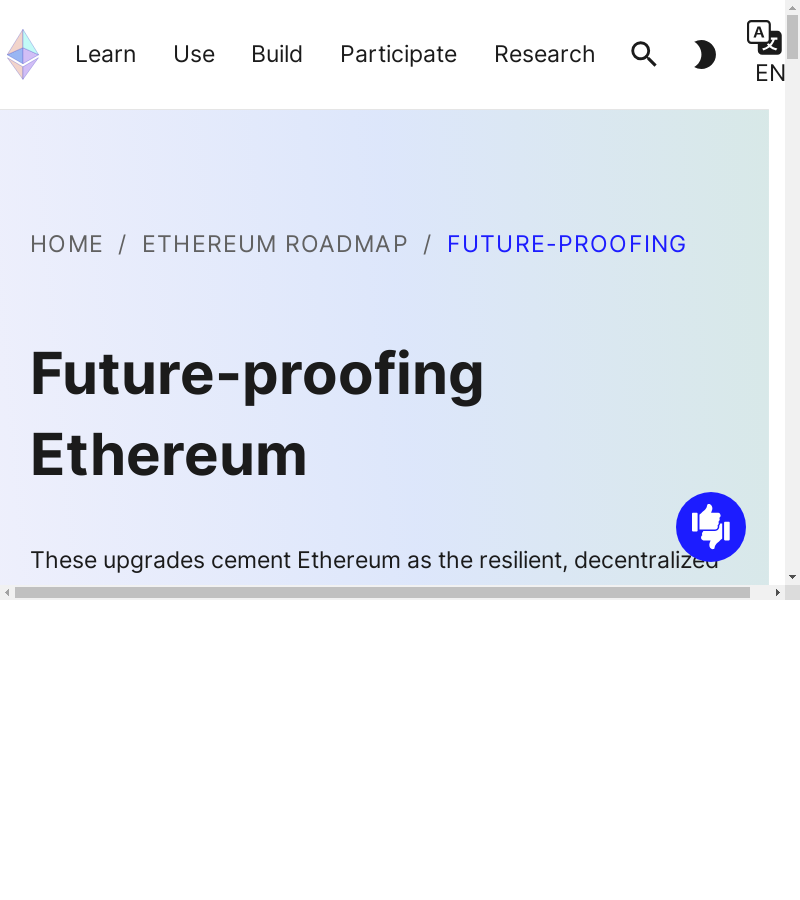 Learn Use Build Participate Research
A 文
EN
HOME / ETHEREUM ROADMAP / FUTURE-PROOFING
Future-proofing
Ethereum
These upgrades cement Ethereum as the resilient, decentralized